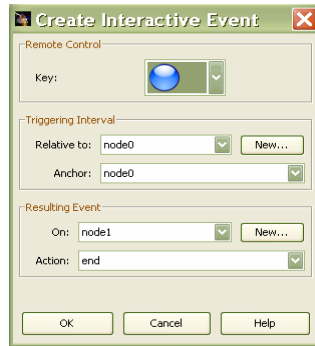 Create Interactive Event
Remote Control
Key:
Triggering Interval
Relative to: node0 New...
Anchor: node0
Resulting Event
On: node1 New...
Action: end
OK Cancel Help